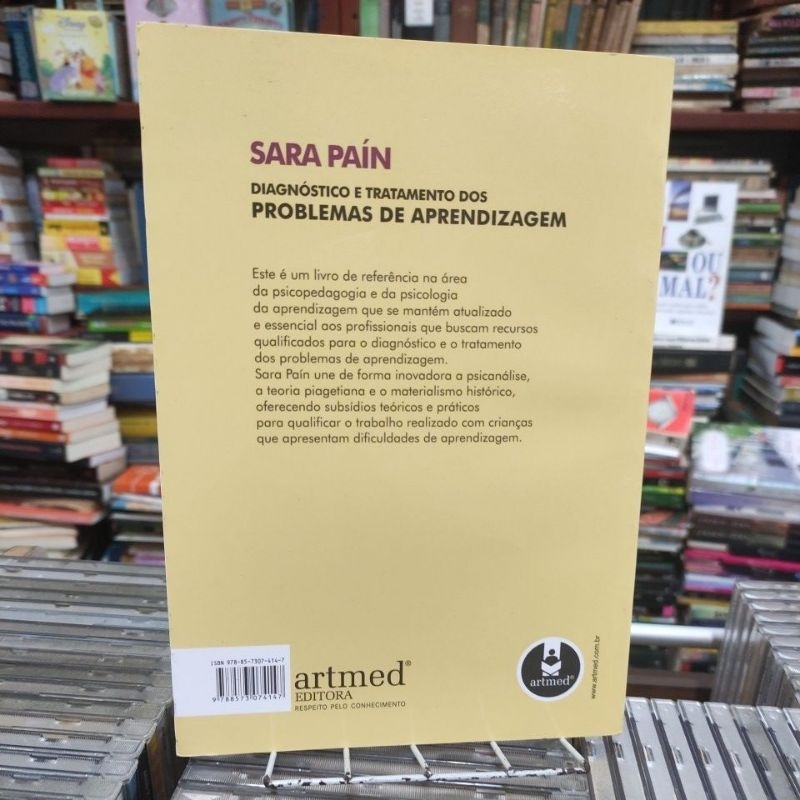 Disney
SARA PAÍN
DIAGNÓSTICO E TRATAMENTO DOS
PROBLEMAS DE APRENDIZAGEM
Este é um livro de referência na área
da psicopedagogia e da psicologia
da aprendizagem que se mantém atualizado
e essencial aos profissionais que buscam recursos
qualificados para o diagnóstico e o tratamento
dos problemas de aprendizagem.
Sara Paín une de forma inovadora a psicanálise,
a teoria piagetiana e o materialismo histórico,
oferecendo subsídios teóricos e práticos
para qualificar o trabalho realizado com crianças
que apresentam dificuldades de aprendizagem.
OU
MAL?
ISBN 978-85-7307-414-7
9 788573 074147
artmed®
EDITORA
RESPEITO PELO CONHECIMENTO
artmed®
www.artmed.com.br